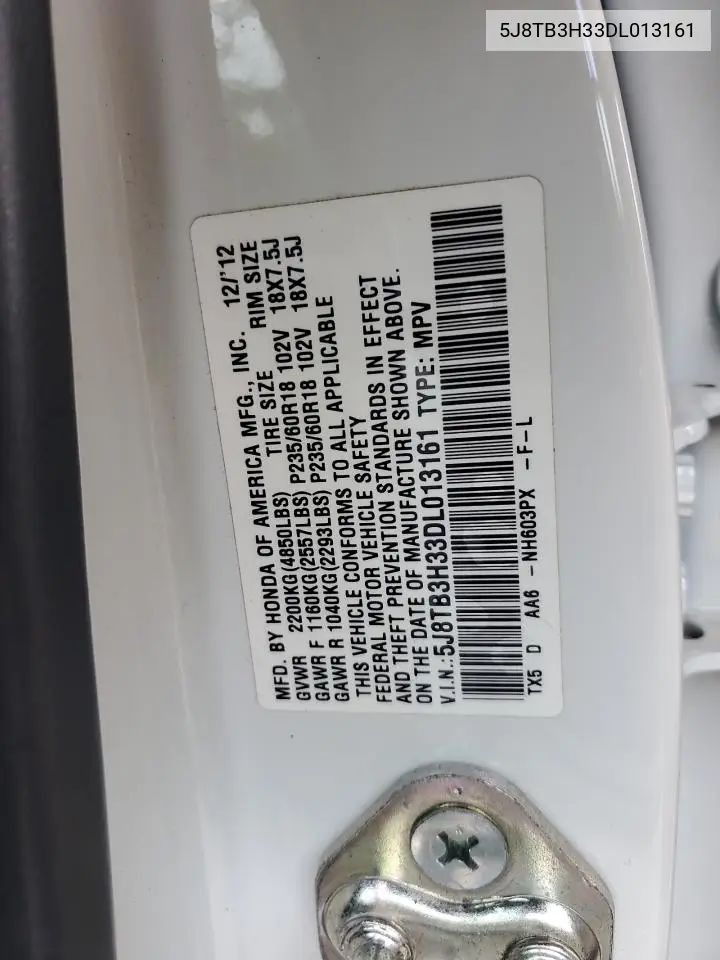 5J8TB3H33DL013161
MFD. BY HONDA OF AMERICA MFG., INC. 12/'12
TIRE SIZE RIM SIZE
GVWR 2200KG(4850LBS)
GAWR F 1160KG(2557LBS) P235/60R18 102V 18X7.5J
GAWR R 1040KG(2293LBS) P235/60R18 102V 18X7.5J
THIS VEHICLE CONFORMS TO ALL APPLICABLE
FEDERAL MOTOR VEHICLE SAFETY
AND THEFT PREVENTION STANDARDS IN EFFECT
ON THE DATE OF MANUFACTURE SHOWN ABOVE.
V.I.N.:5J8TB3H33DL013161 TYPE: MPV
TX5 D AA6 -NH603PX -F-L